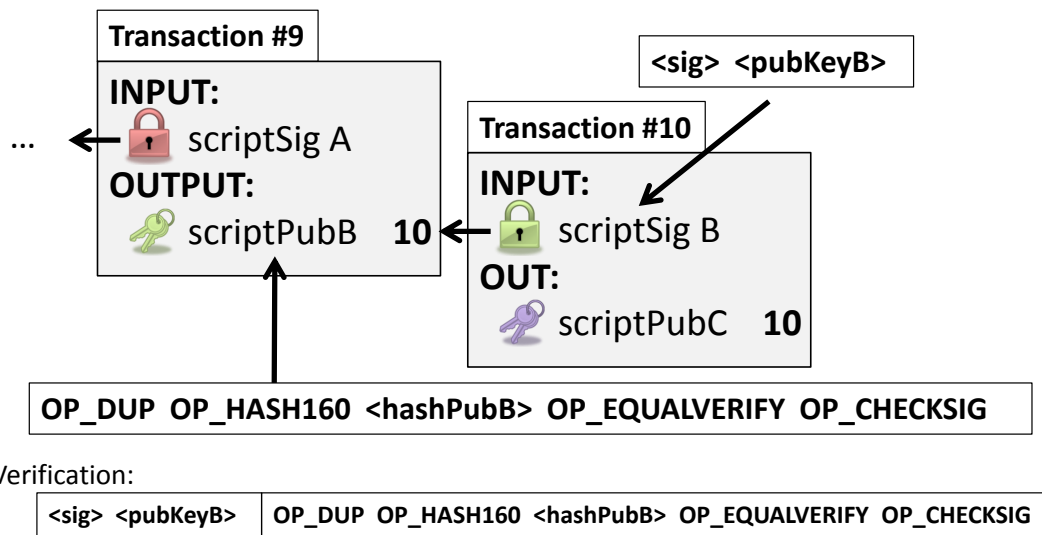 Transaction #9
INPUT:
... scriptSig A
OUTPUT:
scriptPubB 10
<sig> <pubKeyB>
Transaction #10
INPUT:
scriptSig B
OUT:
scriptPubC 10
OP_DUP OP_HASH160 <hashPubB> OP_EQUALVERIFY OP_CHECKSIG
Verification:
<sig> <pubKeyB> OP_DUP OP_HASH160 <hashPubB> OP_EQUALVERIFY OP_CHECKSIG